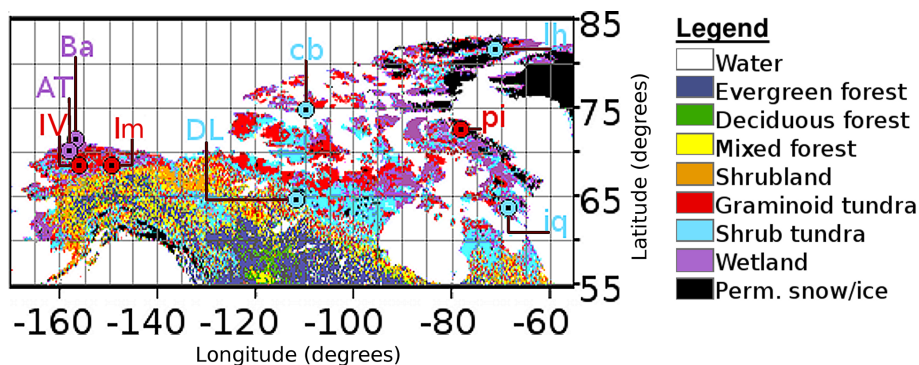 85
75
65
55
Latitude (degrees)
lh
cb
Ba
AT
IV
Im
DL
pi
iq
-160 -140 -120 -100 -80 -60
Longitude (degrees)
Legend
Water
Evergreen forest
Deciduous forest
Mixed forest
Shrubland
Graminoid tundra
Shrub tundra
Wetland
Perm. snow/ice